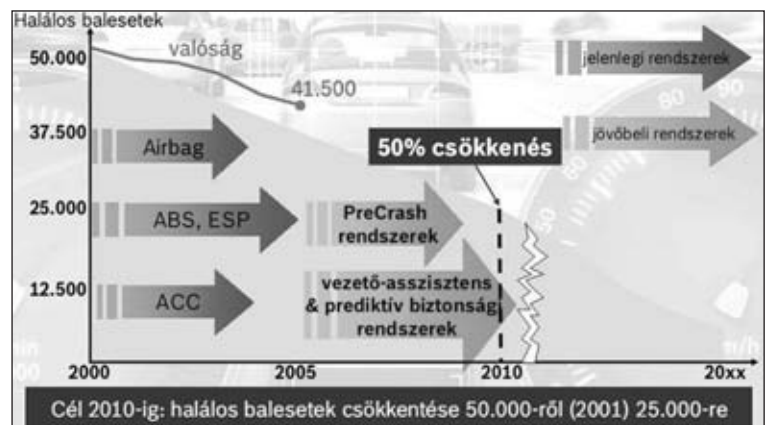 Halálos balesetek
50.000
valóság
41.500
jelenlegi rendszerek
37.500
Airbag
50% csökkenés
jövőbeli rendszerek
25.000
ABS, ESP
PreCrash
rendszerek
12.500
ACC
vezető-asszisztens
& prediktív biztonság
rendszerek
2000
2005
2010
20xx
Cél 2010-ig: halálos balesetek csökkentése 50.000-ről (2001) 25.000-re